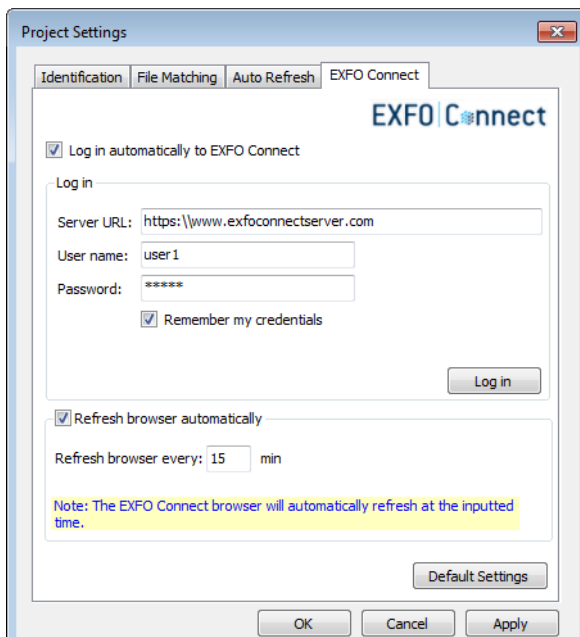 Project Settings
Identification File Matching Auto Refresh EXFO Connect
EXFO Connect
Log in automatically to EXFO Connect
Log in
Server URL: https:\\www.exfoconnectserver.com
User name: user1
Password: *****
Remember my credentials
Log in
Refresh browser automatically
Refresh browser every: 15 min
Note: The EXFO Connect browser will automatically refresh at the inputted
time.
Default Settings
OK Cancel Apply